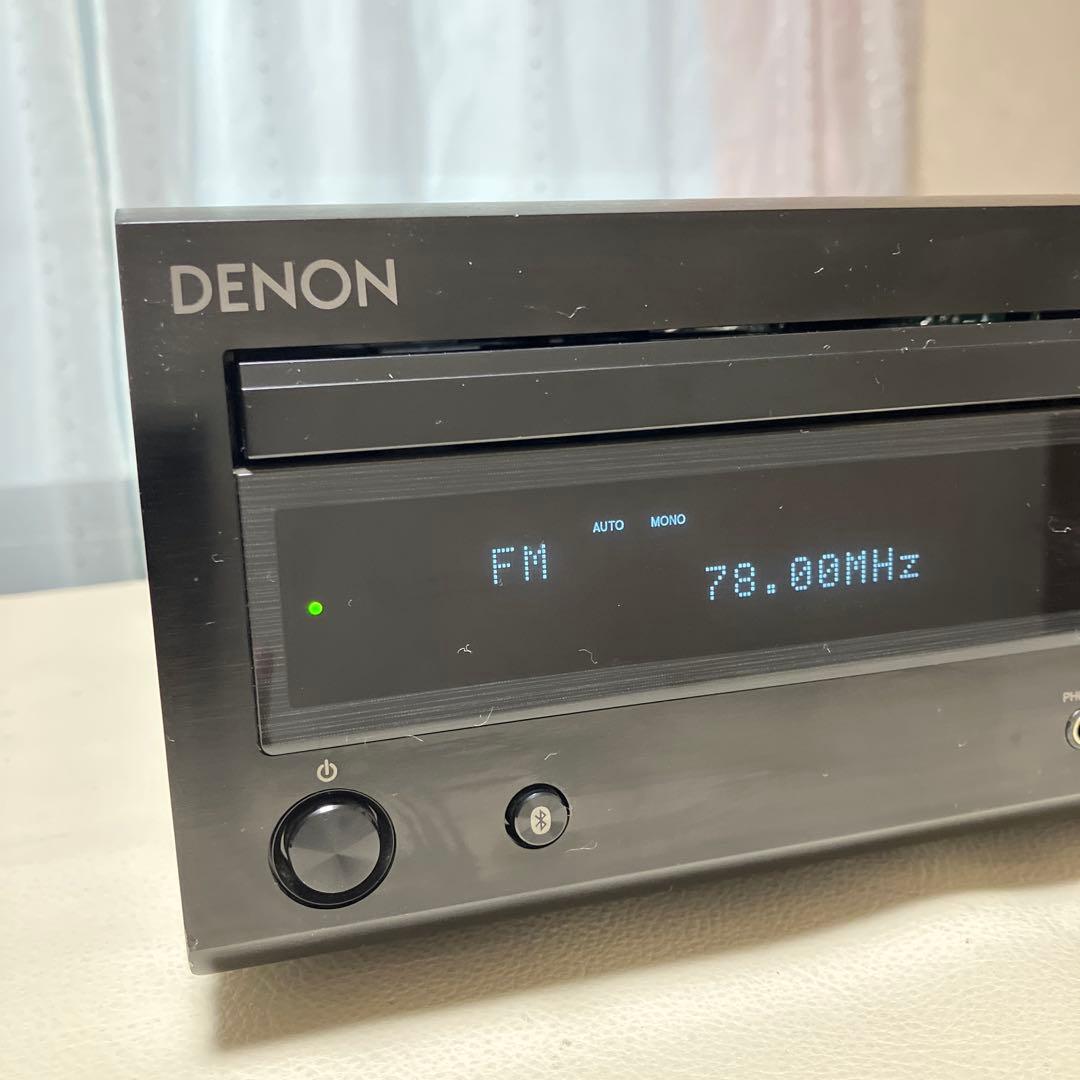 DENON
AUTO MONO
FM 78.00MHz